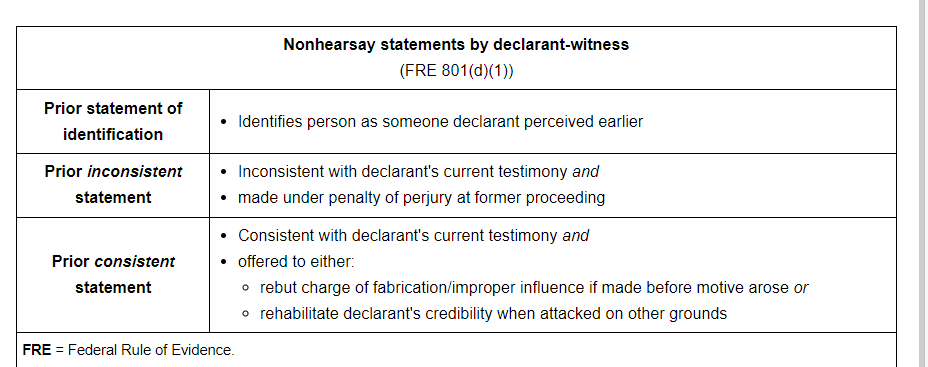 Nonhearsay statements by declarant-witness
(FRE 801(d)(1))
Prior statement of
identification
• Identifies person as someone declarant perceived earlier
Prior inconsistent
statement
• Inconsistent with declarant's current testimony and
• made under penalty of perjury at former proceeding
Prior consistent
statement
• Consistent with declarant's current testimony and
• offered to either:
◦ rebut charge of fabrication/improper influence if made before motive arose or
◦ rehabilitate declarant's credibility when attacked on other grounds
FRE = Federal Rule of Evidence.